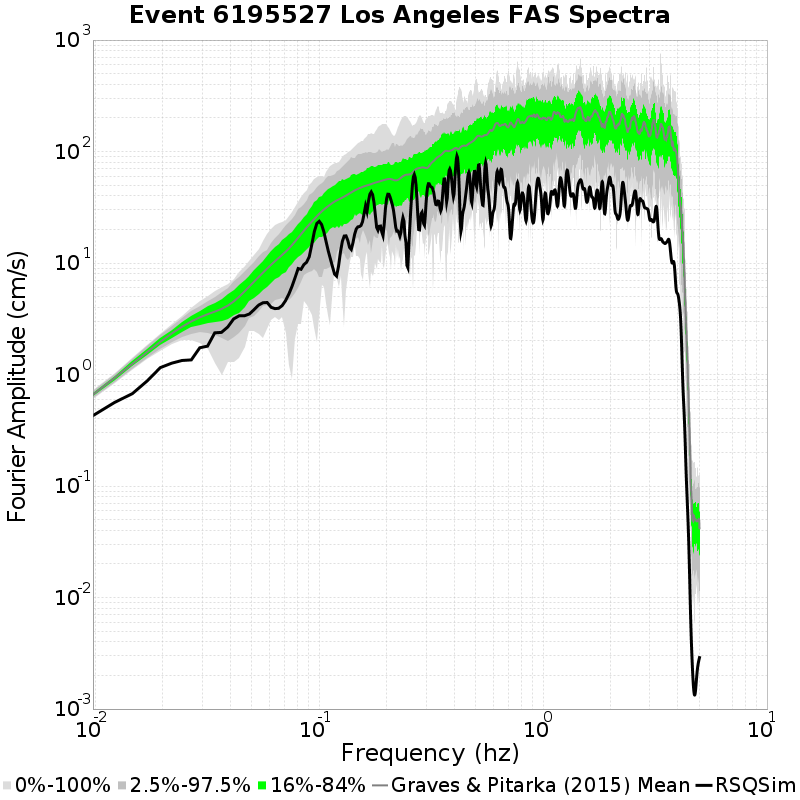 Event 6195527 Los Angeles FAS Spectra
10^3
10^2
10^1
10^0
10^-1
10^-2
10^-3
Fourier Amplitude (cm/s)
10^-2 10^-1 10^0 10^1
Frequency (hz)
0%-100% 2.5%-97.5% 16%-84% Graves & Pitarka (2015) Mean RSQSim